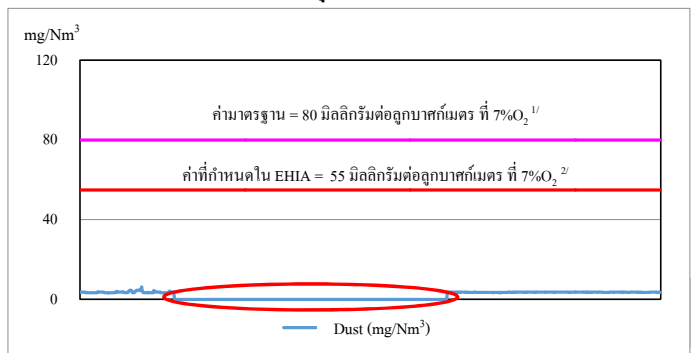 mg/Nm³
120
ค่ามาตรฐาน = 80 มิลลิกรัมต่อลูกบาศก์เมตร ที่ 7%O₂ ¹/
80
ค่าที่กำหนดใน EHIA = 55 มิลลิกรัมต่อลูกบาศก์เมตร ที่ 7%O₂ ²/
40
0
Dust (mg/Nm³)